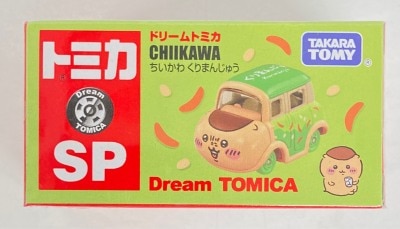 トミカ
Dream
TOMICA
SP
ドリームトミカ
CHIIKAWA
ちいかわ くりまんじゅう
TAKARA
TOMY
Dream TOMICA